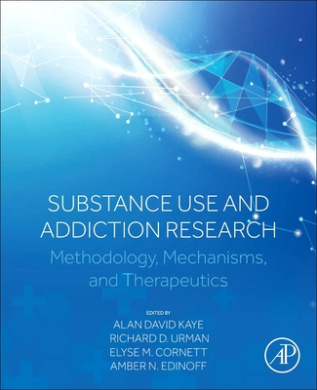 SUBSTANCE USE AND
ADDICTION RESEARCH
Methodology, Mechanisms,
and Therapeutics
EDITED BY
ALAN DAVID KAYE
RICHARD D. URMAN
ELYSE M. CORNETT
AMBER N. EDINOFF
AP